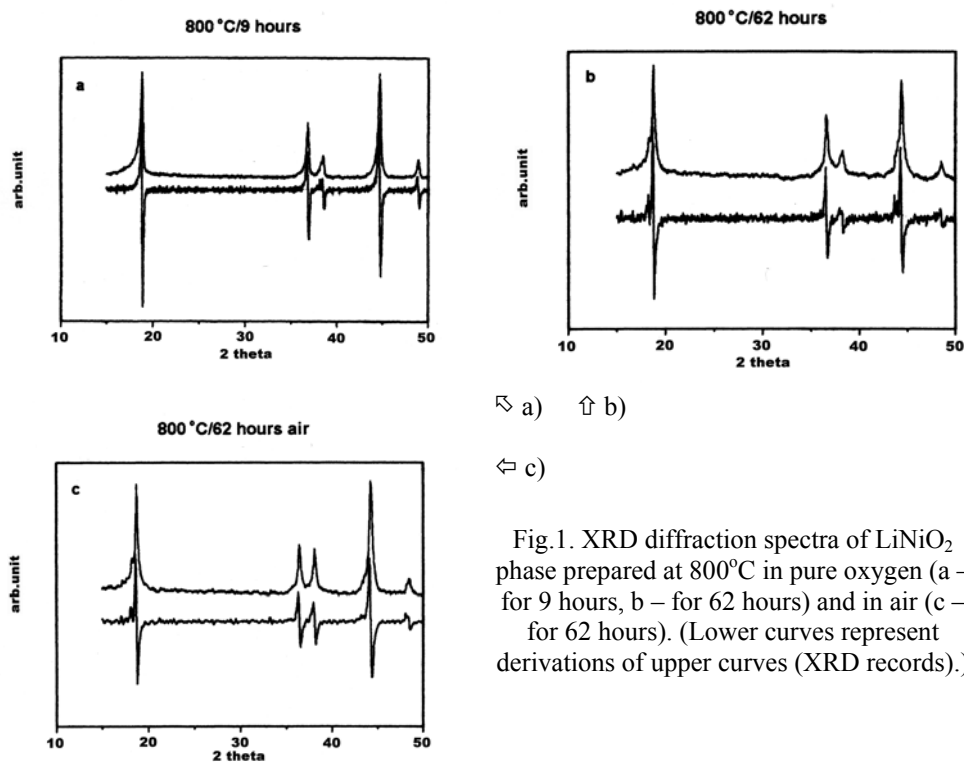 800 °C/9 hours
a
arb.unit
10 20 30 40 50
2 theta
800 °C/62 hours
b
arb.unit
10 20 30 40 50
2 theta
800 °C/62 hours air
c
arb.unit
10 20 30 40 50
2 theta
⇖ a) ⇧ b)
⇦ c)
Fig.1. XRD diffraction spectra of LiNiO₂
phase prepared at 800°C in pure oxygen (a –
for 9 hours, b – for 62 hours) and in air (c –
for 62 hours). (Lower curves represent
derivations of upper curves (XRD records).)